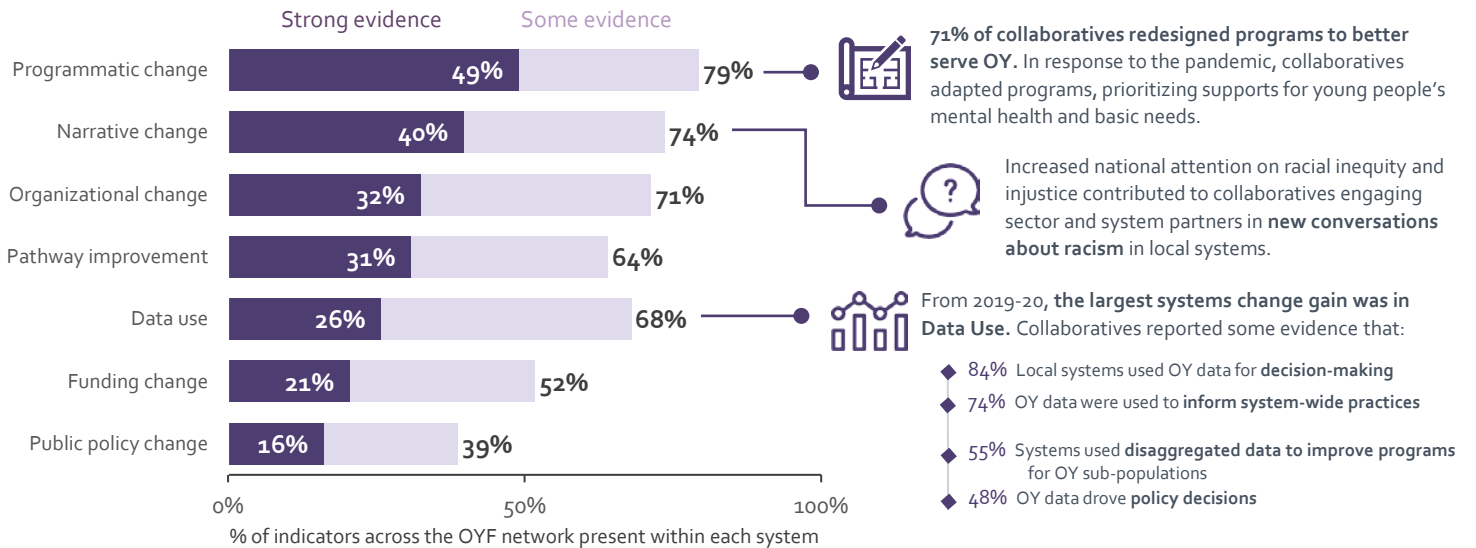 Strong evidence
Some evidence
Programmatic change
49%
79%
Narrative change
40%
74%
Organizational change
32%
71%
Pathway improvement
31%
64%
Data use
26%
68%
Funding change
21%
52%
Public policy change
16%
39%
0%
50%
100%
% of indicators across the OYF network present within each system
71% of collaboratives redesigned programs to better
serve OY. In response to the pandemic, collaboratives
adapted programs, prioritizing supports for young people’s
mental health and basic needs.
?
Increased national attention on racial inequity and
injustice contributed to collaboratives engaging
sector and system partners in new conversations
about racism in local systems.
From 2019-20, the largest systems change gain was in
Data Use. Collaboratives reported some evidence that:
84% Local systems used OY data for decision-making
74% OY data were used to inform system-wide practices
55% Systems used disaggregated data to improve programs
for OY sub-populations
48% OY data drove policy decisions